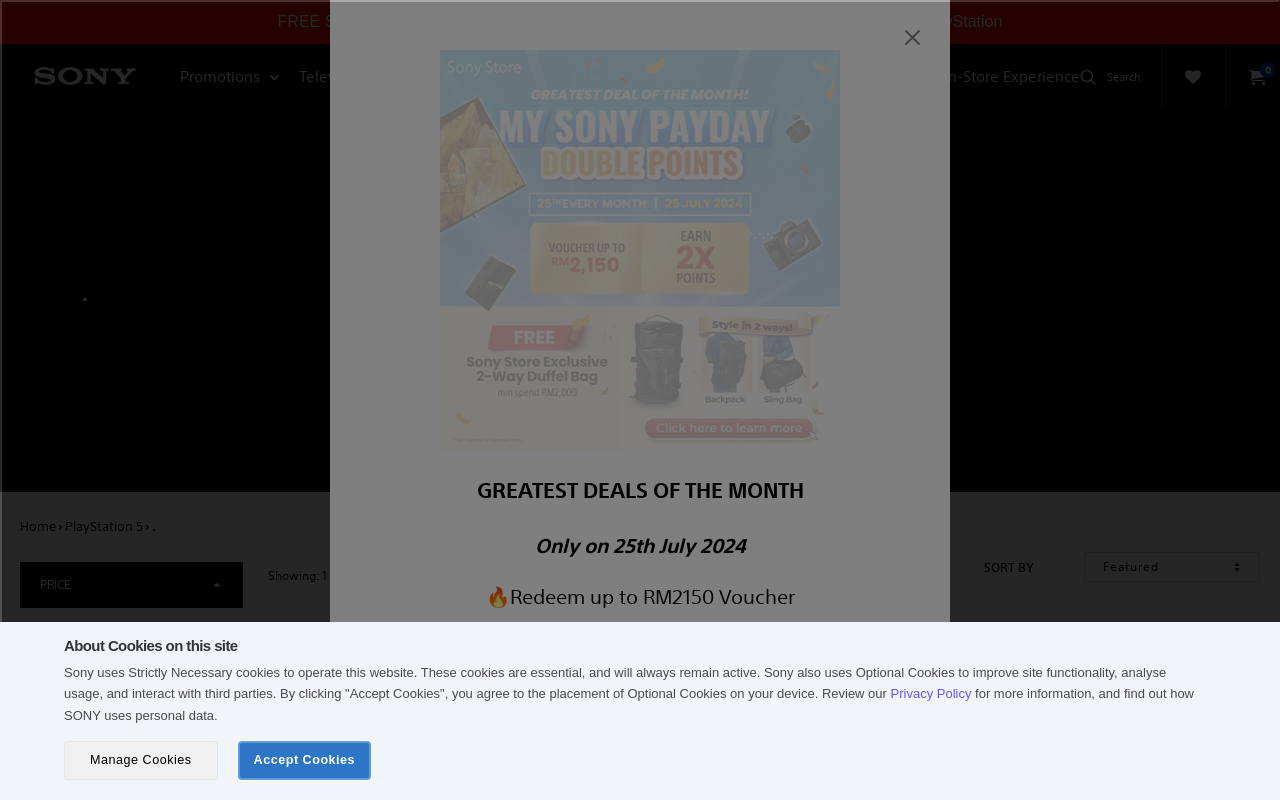 FREE S
yStation
SONY
Promotions
Telev
n-Store Experience
Search
0
Sony Store
GREATEST DEAL OF THE MONTH!
MY SONY PAYDAY
DOUBLE POINTS
25TH EVERY MONTH | 25 JULY 2024
VOUCHER UP TO
RM2,150
EARN
2X
POINTS
FREE
Sony Store Exclusive
2-Way Duffel Bag
min spend RM2,000
Style in 2 ways!
Backpack
Sling Bag
Click here to learn more
GREATEST DEALS OF THE MONTH
Only on 25th July 2024
🔥Redeem up to RM2150 Voucher
Home › PlayStation 5 › .
PRICE
Showing: 1
SORT BY
Featured
About Cookies on this site
Sony uses Strictly Necessary cookies to operate this website. These cookies are essential, and will always remain active. Sony also uses Optional Cookies to improve site functionality, analyse
usage, and interact with third parties. By clicking "Accept Cookies", you agree to the placement of Optional Cookies on your device. Review our Privacy Policy for more information, and find out how
SONY uses personal data.
Manage Cookies
Accept Cookies